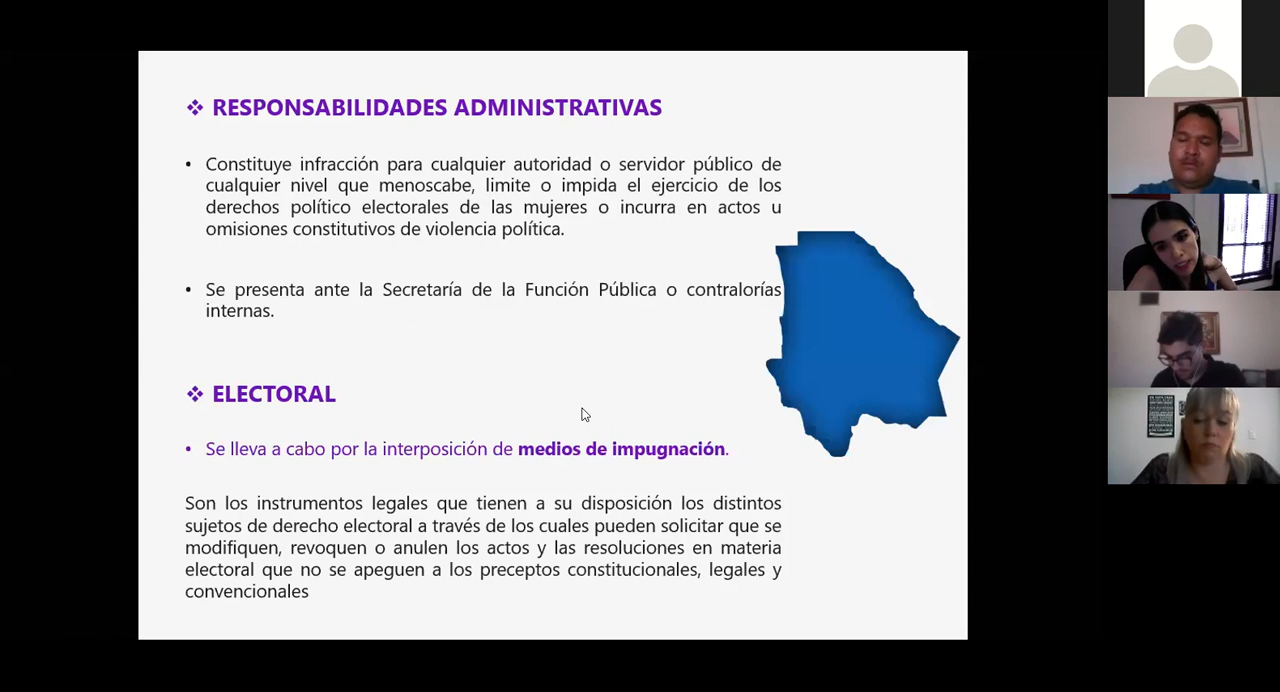 ❖ RESPONSABILIDADES ADMINISTRATIVAS
• Constituye infracción para cualquier autoridad o servidor público de
cualquier nivel que menoscabe, limite o impida el ejercicio de los
derechos político electorales de las mujeres o incurra en actos u
omisiones constitutivos de violencia política.
• Se presenta ante la Secretaría de la Función Pública o contralorías
internas.
❖ ELECTORAL
• Se lleva a cabo por la interposición de medios de impugnación.
Son los instrumentos legales que tienen a su disposición los distintos
sujetos de derecho electoral a través de los cuales pueden solicitar que se
modifiquen, revoquen o anulen los actos y las resoluciones en materia
electoral que no se apeguen a los preceptos constitucionales, legales y
convencionales